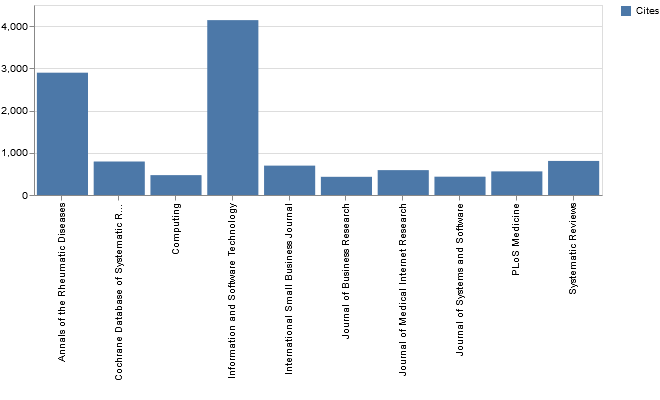 Cites
4,000
3,000
2,000
1,000
0
Annals of the Rheumatic Diseases
Cochrane Database of Systematic R...
Computing
Information and Software Technology
International Small Business Journal
Journal of Business Research
Journal of Medical Internet Research
Journal of Systems and Software
PLoS Medicine
Systematic Reviews